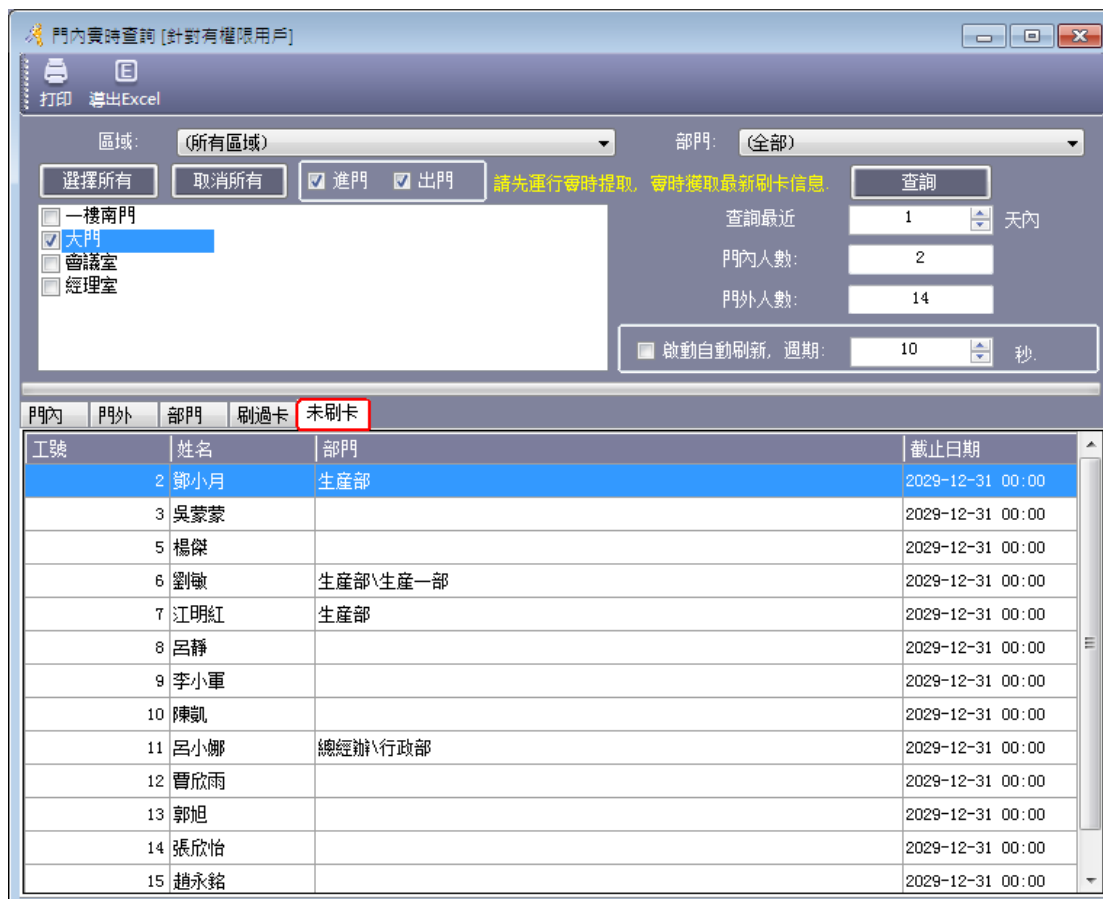 門內實時查詢 [針對有權限用戶]
打印 導出Excel
區域: (所有區域) 部門: (全部)
選擇所有 取消所有 進門 出門 請先運行實時提取, 實時獲取最新刷卡信息. 查詢
一樓南門
大門
會議室
經理室
查詢最近 1 天內
門內人數: 2
門外人數: 14
啟動自動刷新, 週期: 10 秒.
門內 門外 部門 刷過卡 未刷卡
工號 姓名 部門 截止日期
2 鄧小月 生產部 2029-12-31 00:00
3 吳蒙蒙 2029-12-31 00:00
5 楊傑 2029-12-31 00:00
6 劉敏 生產部\生產一部 2029-12-31 00:00
7 江明紅 生產部 2029-12-31 00:00
8 呂靜 2029-12-31 00:00
9 李小軍 2029-12-31 00:00
10 陳凱 2029-12-31 00:00
11 呂小娜 總經辦\行政部 2029-12-31 00:00
12 曹欣雨 2029-12-31 00:00
13 郭旭 2029-12-31 00:00
14 張欣怡 2029-12-31 00:00
15 趙永銘 2029-12-31 00:00